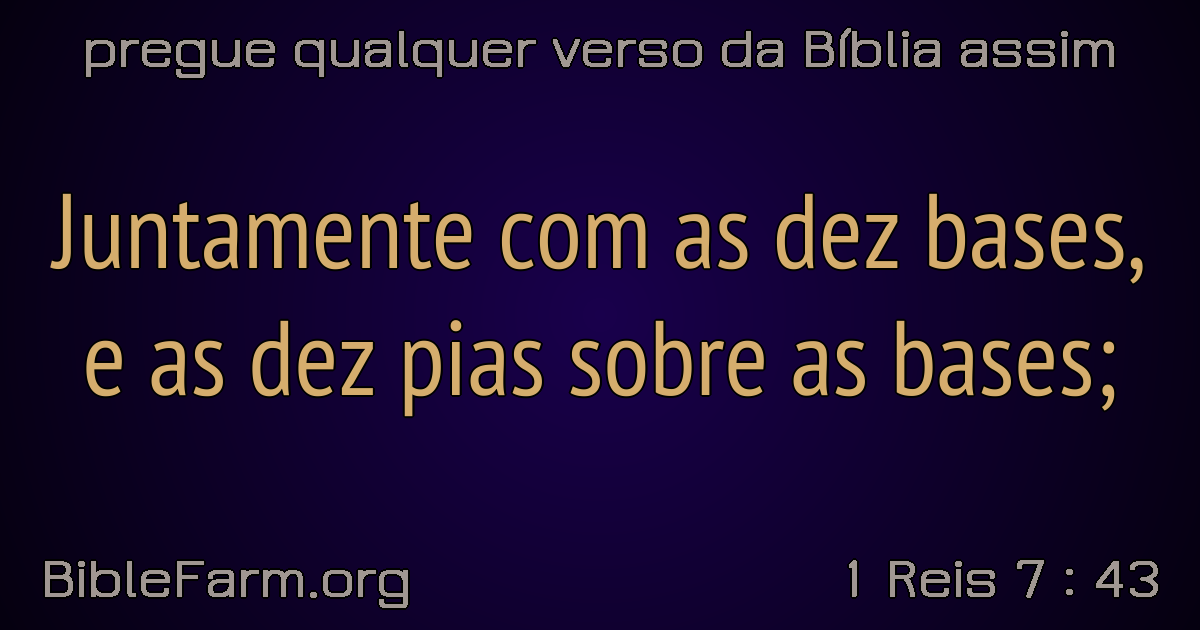 pregue qualquer verso da Bíblia assim
Juntamente com as dez bases,
e as dez pias sobre as bases;
BibleFarm.org
1 Reis 7 : 43